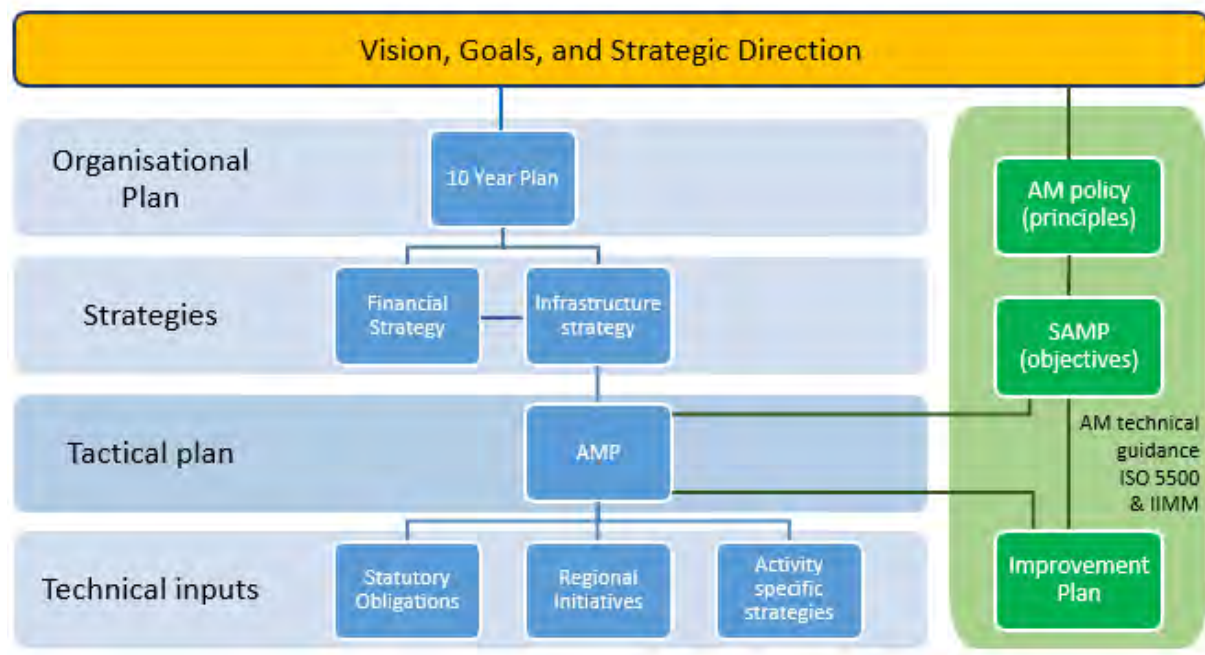 Vision, Goals, and Strategic Direction
Organisational
Plan
10 Year Plan
AM policy
(principles)
Strategies
Financial
Strategy
Infrastructure
strategy
SAMP
(objectives)
Tactical plan
AMP
AM technical
guidance
ISO 5500
& IIMM
Technical inputs
Statutory
Obligations
Regional
Initiatives
Activity
specific
strategies
Improvement
Plan